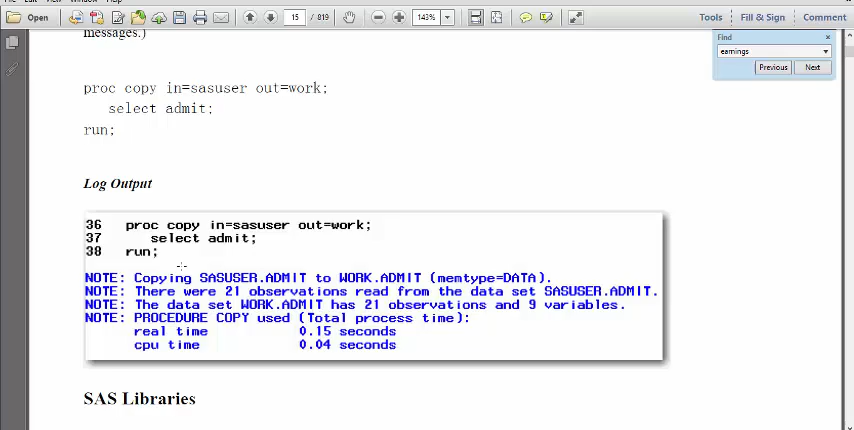 Open
15 / 819
143%
Tools
Fill & Sign
Comment
Find
earnings
Previous
Next
messages.)
proc copy in=sasuser out=work;
select admit;
run;
Log Output
36 proc copy in=sasuser out=work;
37 select admit;
38 run;
NOTE: Copying SASUSER.ADMIT to WORK.ADMIT (memtype=DATA).
NOTE: There were 21 observations read from the data set SASUSER.ADMIT.
NOTE: The data set WORK.ADMIT has 21 observations and 9 variables.
NOTE: PROCEDURE COPY used (Total process time):
real time 0.15 seconds
cpu time 0.04 seconds
SAS Libraries